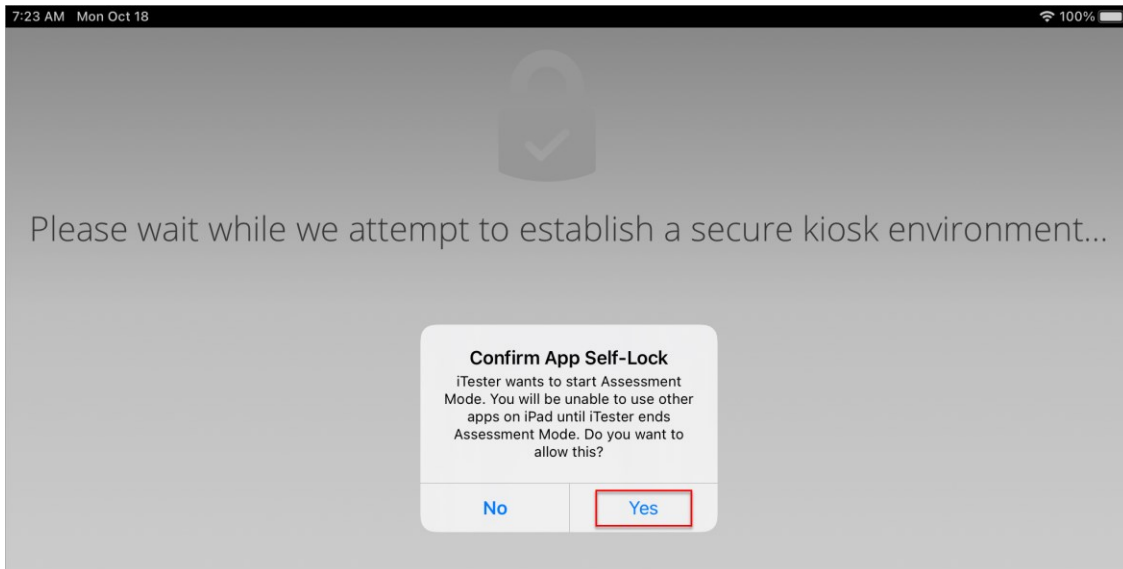 7:23 AM Mon Oct 18
100%
Please wait while we attempt to establish a secure kiosk environment...
Confirm App Self-Lock
iTester wants to start Assessment
Mode. You will be unable to use other
apps on iPad until iTester ends
Assessment Mode. Do you want to
allow this?
No
Yes